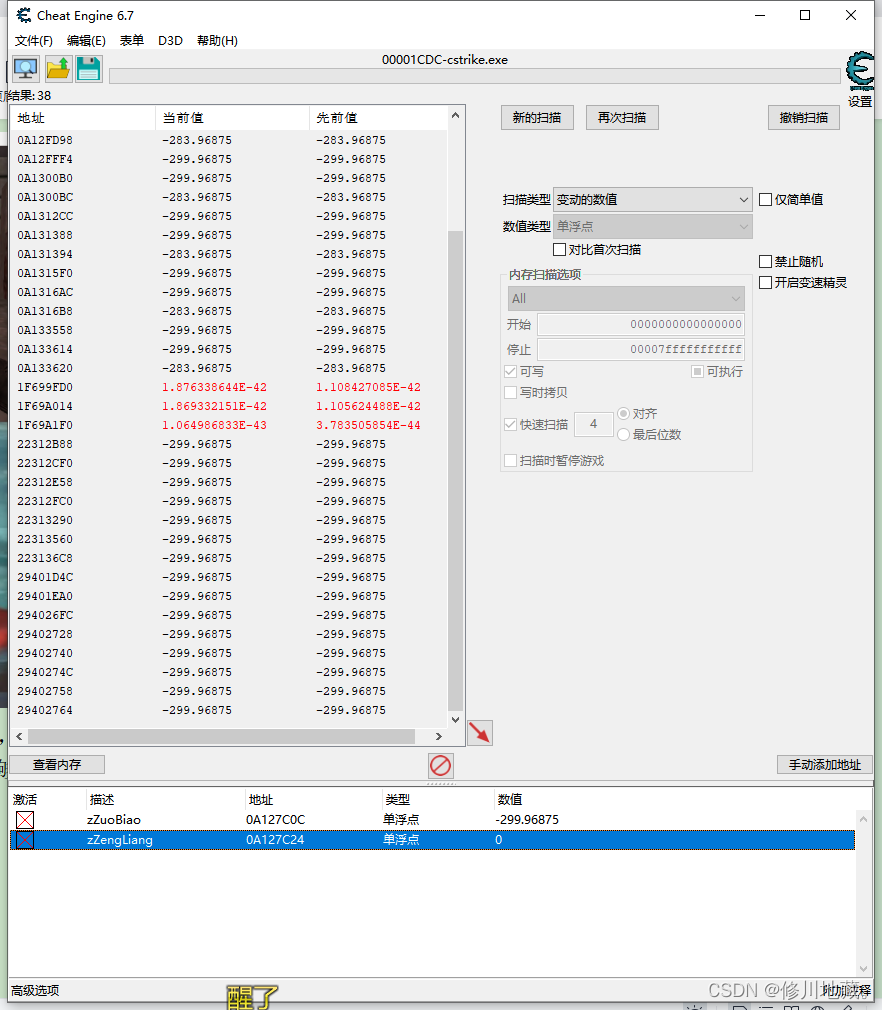 Cheat Engine 6.7
文件(F) 编辑(E) 表单 D3D 帮助(H)
00001CDC-cstrike.exe
结果: 38
设置
地址 当前值 先前值
0A12FD98 -283.96875 -283.96875
0A12FFF4 -299.96875 -299.96875
0A1300B0 -299.96875 -299.96875
0A1300BC -283.96875 -283.96875
0A1312CC -299.96875 -299.96875
0A131388 -299.96875 -299.96875
0A131394 -283.96875 -283.96875
0A1315F0 -299.96875 -299.96875
0A1316AC -299.96875 -299.96875
0A1316B8 -283.96875 -283.96875
0A133558 -299.96875 -299.96875
0A133614 -299.96875 -299.96875
0A133620 -283.96875 -283.96875
1F699FD0 1.876338644E-42 1.108427085E-42
1F69A014 1.869332151E-42 1.105624488E-42
1F69A1F0 1.064986833E-43 3.783505854E-44
22312B88 -299.96875 -299.96875
22312CF0 -299.96875 -299.96875
22312E58 -299.96875 -299.96875
22312FC0 -299.96875 -299.96875
22313290 -299.96875 -299.96875
22313560 -299.96875 -299.96875
223136C8 -299.96875 -299.96875
29401D4C -299.96875 -299.96875
29401EA0 -299.96875 -299.96875
294026FC -299.96875 -299.96875
29402728 -299.96875 -299.96875
29402740 -299.96875 -299.96875
2940274C -299.96875 -299.96875
29402758 -299.96875 -299.96875
29402764 -299.96875 -299.96875
新的扫描 再次扫描 撤销扫描
扫描类型 变动的数值 仅简单值
数值类型 单浮点
对比首次扫描
禁止随机
开启变速精灵
内存扫描选项
All
开始 0000000000000000
停止 00007fffffffffff
可写 可执行
写时拷贝
快速扫描 4 对齐
最后位数
扫描时暂停游戏
查看内存 手动添加地址
激活 描述 地址 类型 数值
zZuoBiao 0A127C0C 单浮点 -299.96875
zZengLiang 0A127C24 单浮点 0
高级选项 附加注释
醒了
CSDN @修川地藏